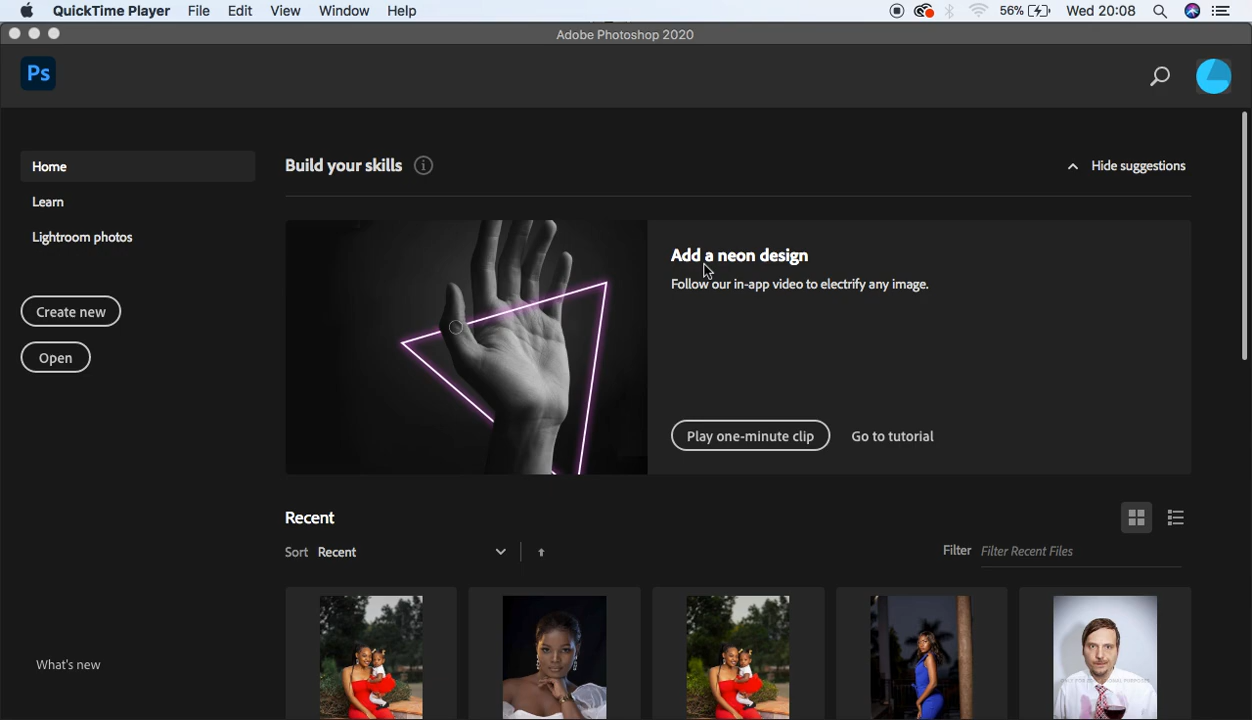 QuickTime Player File Edit View Window Help 56% Wed 20:08
Adobe Photoshop 2020
Ps
Build your skills
Hide suggestions
Home
Learn
Lightroom photos
Create new
Open
Add a neon design
Follow our in-app video to electrify any image.
Play one-minute clip Go to tutorial
Recent
Sort Recent
Filter Filter Recent Files
What's new